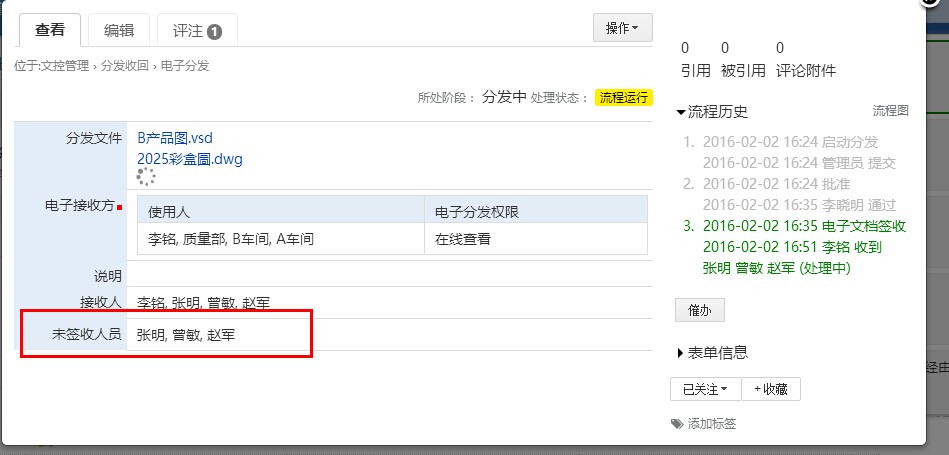 查看
编辑
评注 1
操作
位于:文控管理 › 分发收回 › 电子分发
所处阶段： 分发中 处理状态： 流程运行
分发文件
B产品图.vsd
2025彩盒圖.dwg
电子接收方
使用人
电子分发权限
李铭, 质量部, B车间, A车间
在线查看
说明
接收人
李铭, 张明, 曾敏, 赵军
未签收人员
张明, 曾敏, 赵军
0 0 0
引用 被引用 评论附件
流程历史
流程图
1. 2016-02-02 16:24 启动分发
2016-02-02 16:24 管理员 提交
2. 2016-02-02 16:24 批准
2016-02-02 16:35 李晓明 通过
3. 2016-02-02 16:35 电子文档签收
2016-02-02 16:51 李铭 收到
张明 曾敏 赵军 (处理中)
催办
表单信息
已关注
+收藏
添加标签
经由